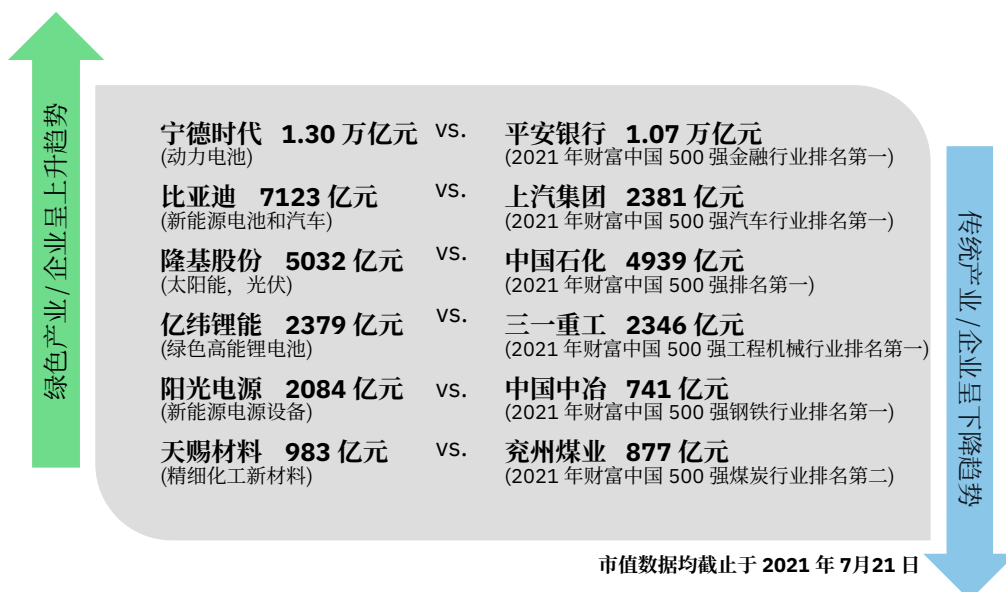 绿色产业/企业呈上升趋势
宁德时代 1.30 万亿元 vs. 平安银行 1.07 万亿元
(动力电池) (2021 年财富中国 500 强金融行业排名第一)
比亚迪 7123 亿元 vs. 上汽集团 2381 亿元
(新能源电池和汽车) (2021 年财富中国 500 强汽车行业排名第一)
隆基股份 5032 亿元 vs. 中国石化 4939 亿元
(太阳能，光伏) (2021 年财富中国 500 强排名第一)
亿纬锂能 2379 亿元 vs. 三一重工 2346 亿元
(绿色高能锂电池) (2021 年财富中国 500 强工程机械行业排名第一)
阳光电源 2084 亿元 vs. 中国中冶 741 亿元
(新能源电源设备) (2021 年财富中国 500 强钢铁行业排名第一)
天赐材料 983 亿元 vs. 兖州煤业 877 亿元
(精细化工新材料) (2021 年财富中国 500 强煤炭行业排名第二)
传统产业/企业呈下降趋势
市值数据均截止于 2021 年 7月21 日